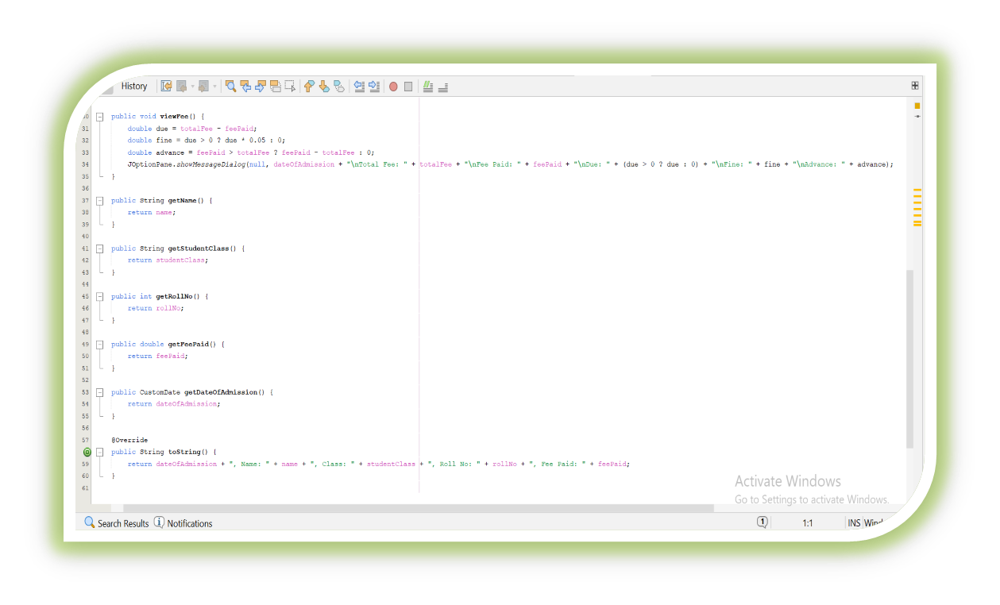 History
30 public void viewFee() {
31 double due = totalFee - feePaid;
32 double fine = due > 0 ? due * 0.05 : 0;
33 double advance = feePaid > totalFee ? feePaid - totalFee : 0;
34 JOptionPane.showMessageDialog(null, dateOfAdmission + "\nTotal Fee: " + totalFee + "\nFee Paid: " + feePaid + "\nDue: " + (due > 0 ? due : 0) + "\nFine: " + fine + "\nAdvance: " + advance);
35 }
36
37 public String getName() {
38 return name;
39 }
40
41 public String getStudentClass() {
42 return studentClass;
43 }
44
45 public int getRollNo() {
46 return rollNo;
47 }
48
49 public double getFeePaid() {
50 return feePaid;
51 }
52
53 public CustomDate getDateOfAdmission() {
54 return dateOfAdmission;
55 }
56
57 @Override
public String toString() {
59 return dateOfAdmission + ", Name: " + name + ", Class: " + studentClass + ", Roll No: " + rollNo + ", Fee Paid: " + feePaid;
60 }
61
Activate Windows
Go to Settings to activate Windows.
Search Results Notifications 1 1:1 INS